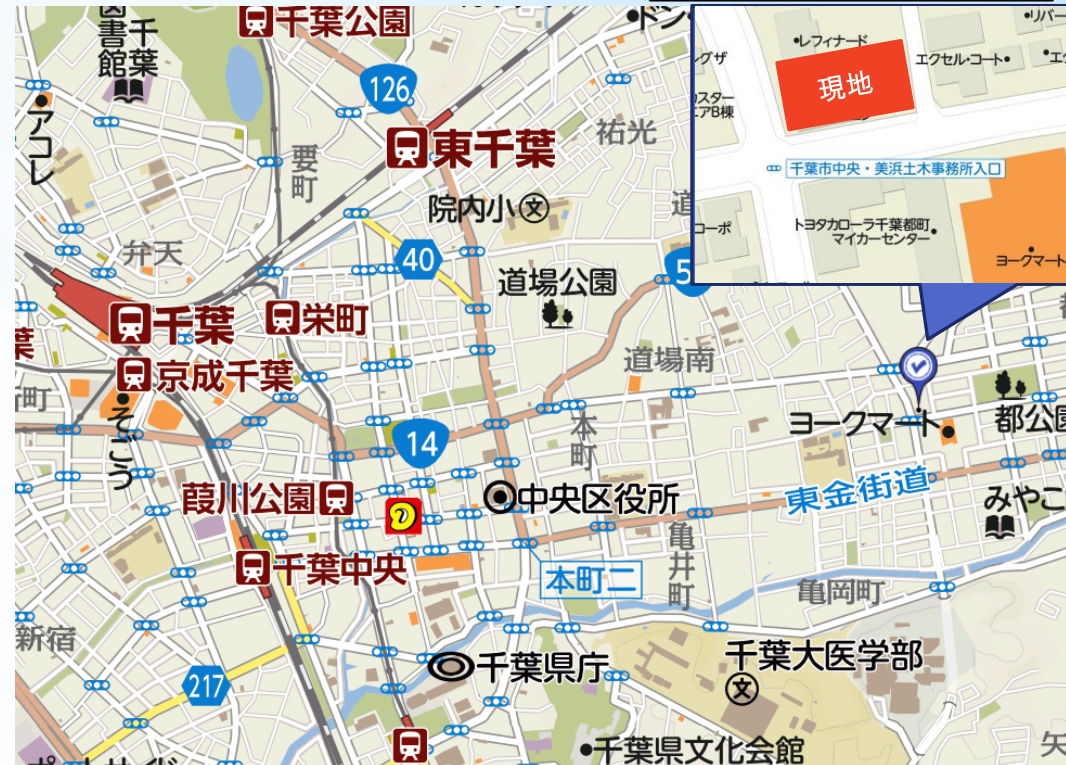 千葉公園
千葉
図書館
126
アコレ
東千葉
祐光
要町
院内小
文
弁天
40
道場公園
千葉
栄町
京成千葉
そごう
道場南
本町
14
ヨークマート
都公園
葭川公園
中央区役所
東金街道
みやこ
千葉中央
亀井町
本町二
亀岡町
新宿
千葉県庁
千葉大医学部
文
217
千葉県文化会館
レフィナード
現地
エクセル・コート
リバー
千葉市中央・美浜土木事務所入口
トヨタカローラ千葉都町
マイカーセンター
コーポ
ヨークマート